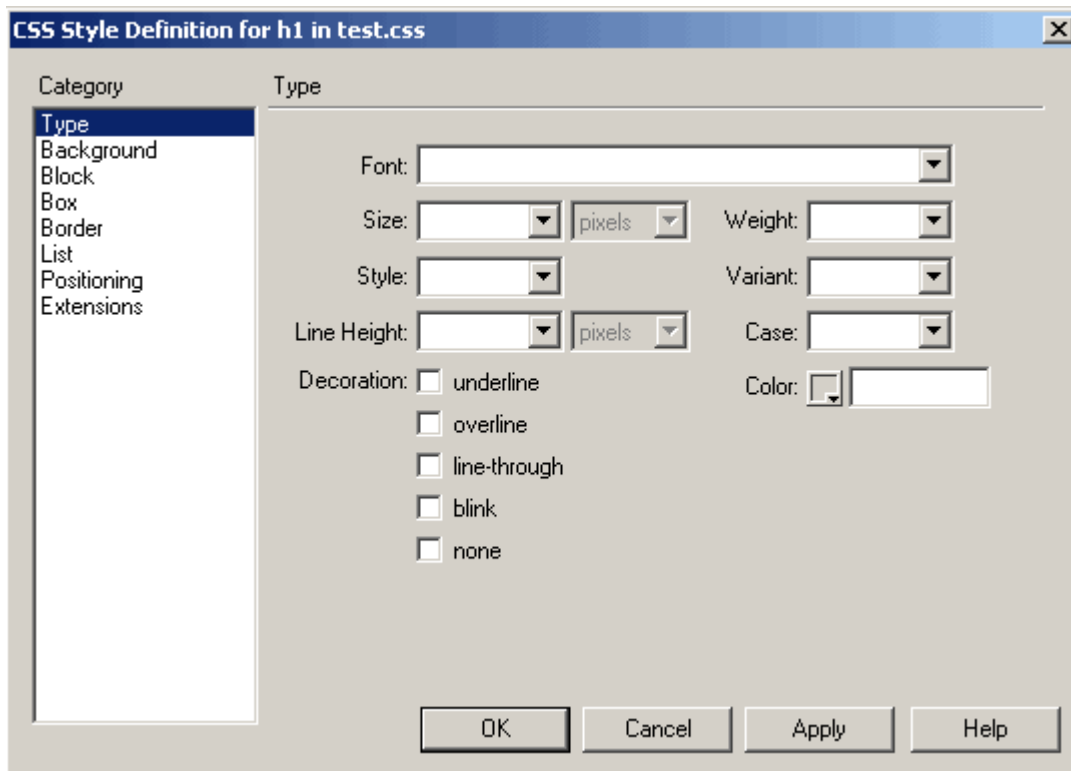 CSS Style Definition for h1 in test.css
Category
Type
Type
Background
Block
Box
Border
List
Positioning
Extensions
Font:
Size: pixels Weight:
Style: Variant:
Line Height: pixels Case:
Decoration: underline Color:
overline
line-through
blink
none
OK Cancel Apply Help